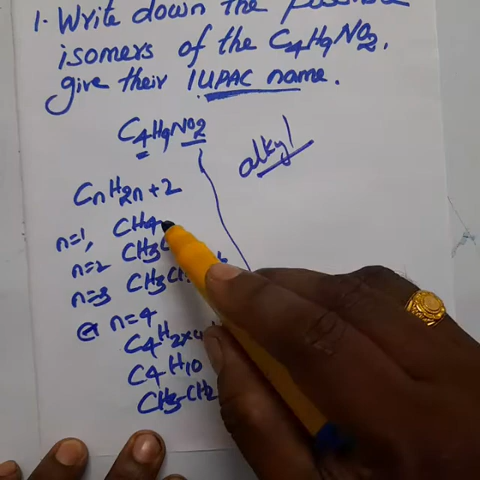 1. Write down the
isomers of the C4H9NO2,
give their IUPAC name.
C4H9NO2
alkyl
CnH2n+2
n=1, CH4
n=2 CH3
n=3 CH3
n=4
C4H2x
C4H10
CH3-CH2